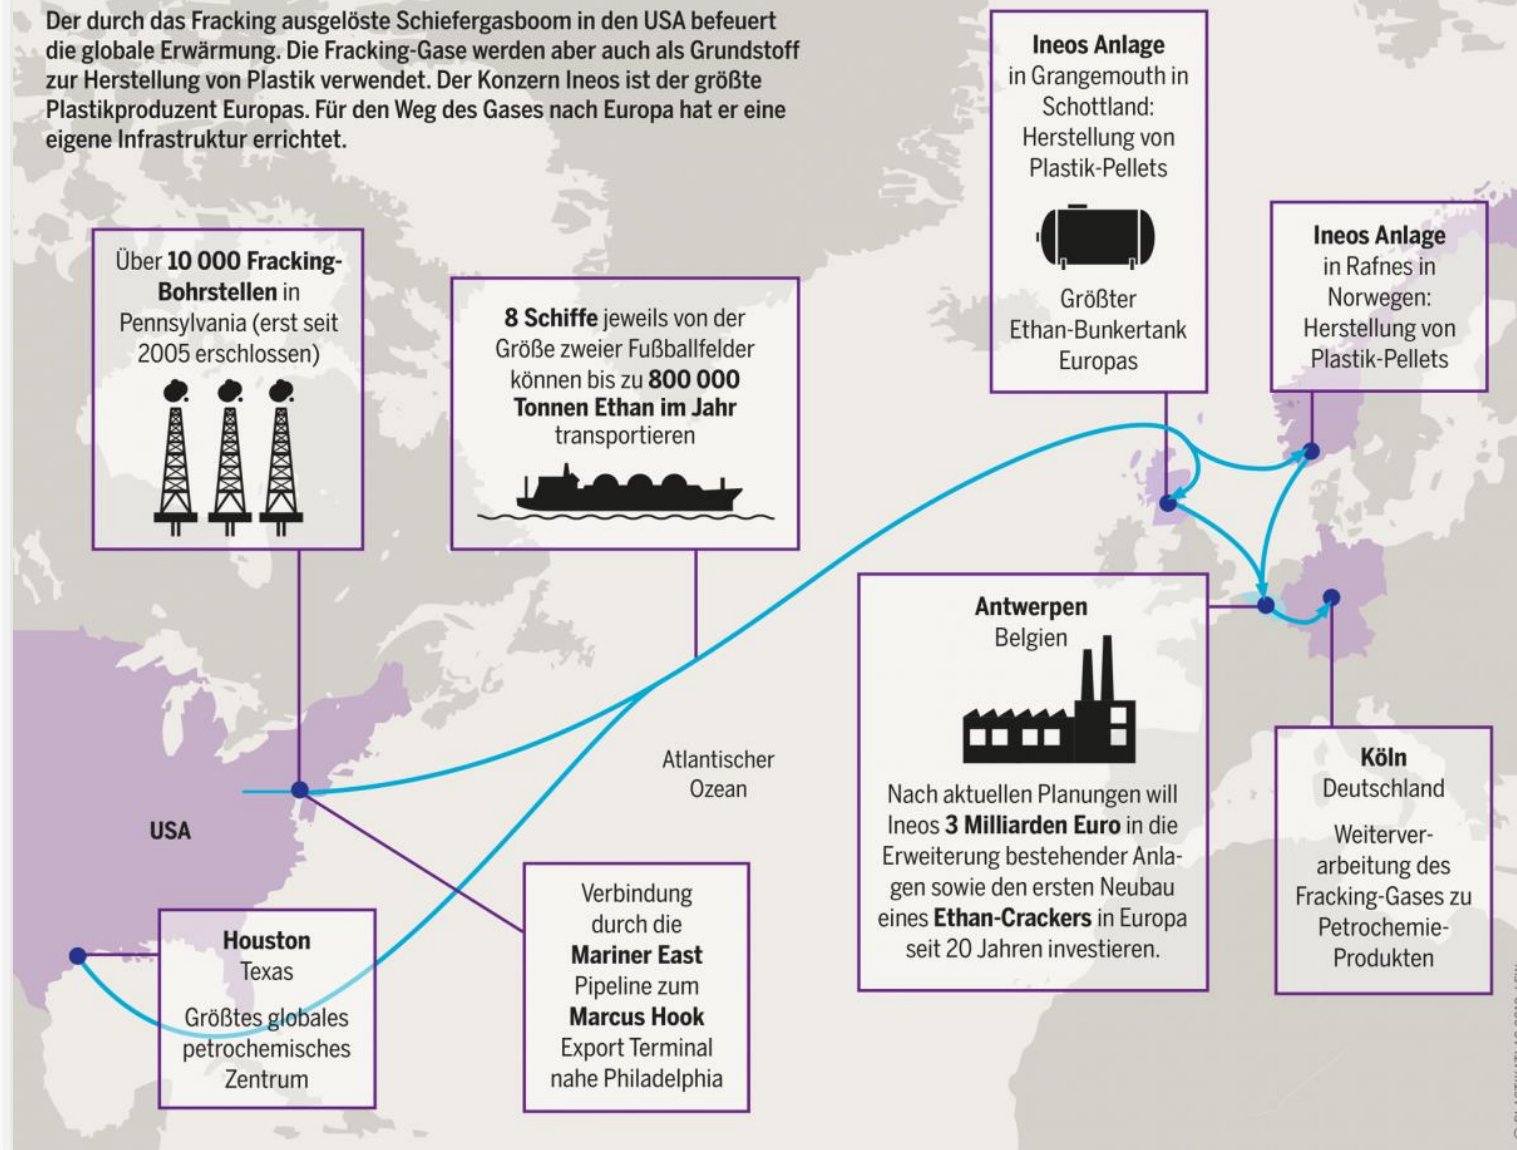 Der durch das Fracking ausgelöste Schiefergasboom in den USA befeuert
die globale Erwärmung. Die Fracking-Gase werden aber auch als Grundstoff
zur Herstellung von Plastik verwendet. Der Konzern Ineos ist der größte
Plastikproduzent Europas. Für den Weg des Gases nach Europa hat er eine
eigene Infrastruktur errichtet.
Über 10 000 Fracking-
Bohrstellen in
Pennsylvania (erst seit
2005 erschlossen)
8 Schiffe jeweils von der
Größe zweier Fußballfelder
können bis zu 800 000
Tonnen Ethan im Jahr
transportieren
Ineos Anlage
in Grangemouth in
Schottland:
Herstellung von
Plastik-Pellets
Größter
Ethan-Bunkertank
Europas
Ineos Anlage
in Rafnes in
Norwegen:
Herstellung von
Plastik-Pellets
Antwerpen
Belgien
Nach aktuellen Planungen will
Ineos 3 Milliarden Euro in die
Erweiterung bestehender Anla-
gen sowie den ersten Neubau
eines Ethan-Crackers in Europa
seit 20 Jahren investieren.
Köln
Deutschland
Weiterver-
arbeitung des
Fracking-Gases zu
Petrochemie-
Produkten
Atlantischer
Ozean
USA
Houston
Texas
Größtes globales
petrochemisches
Zentrum
Verbindung
durch die
Mariner East
Pipeline zum
Marcus Hook
Export Terminal
nahe Philadelphia